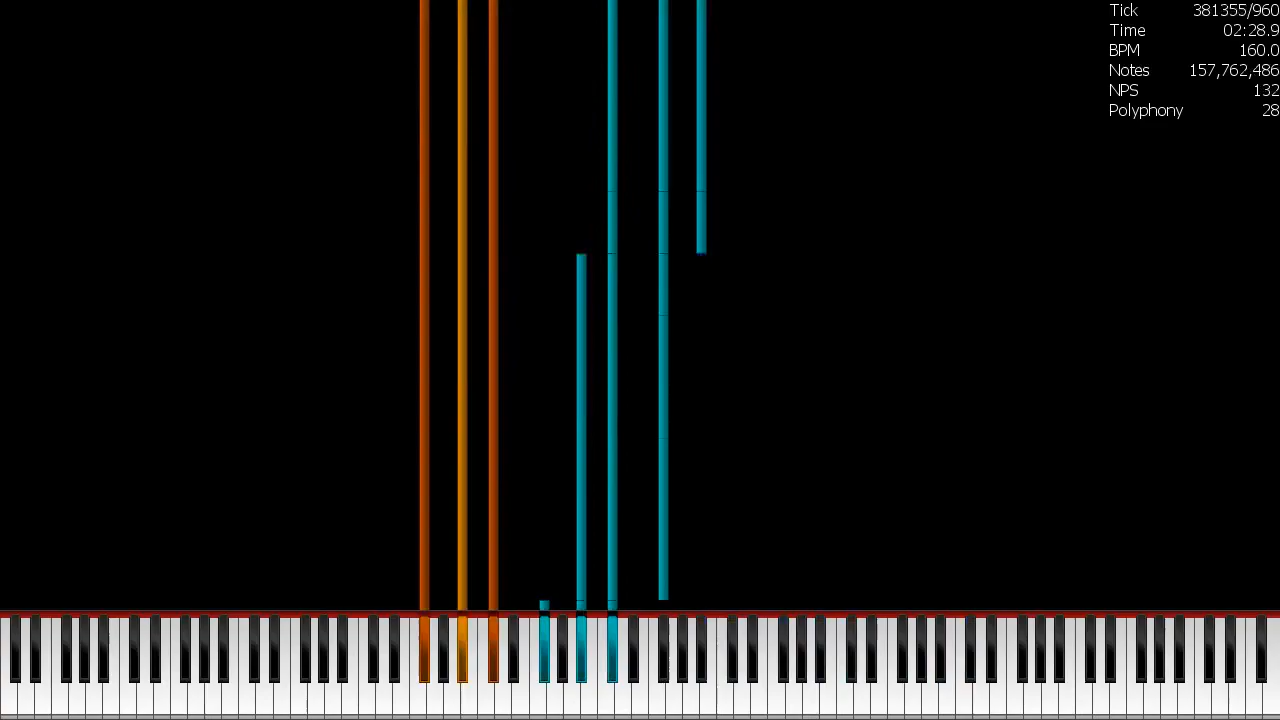 Tick 381355/960
Time 02:28.9
BPM 160.0
Notes 157,762,486
NPS 132
Polyphony 28